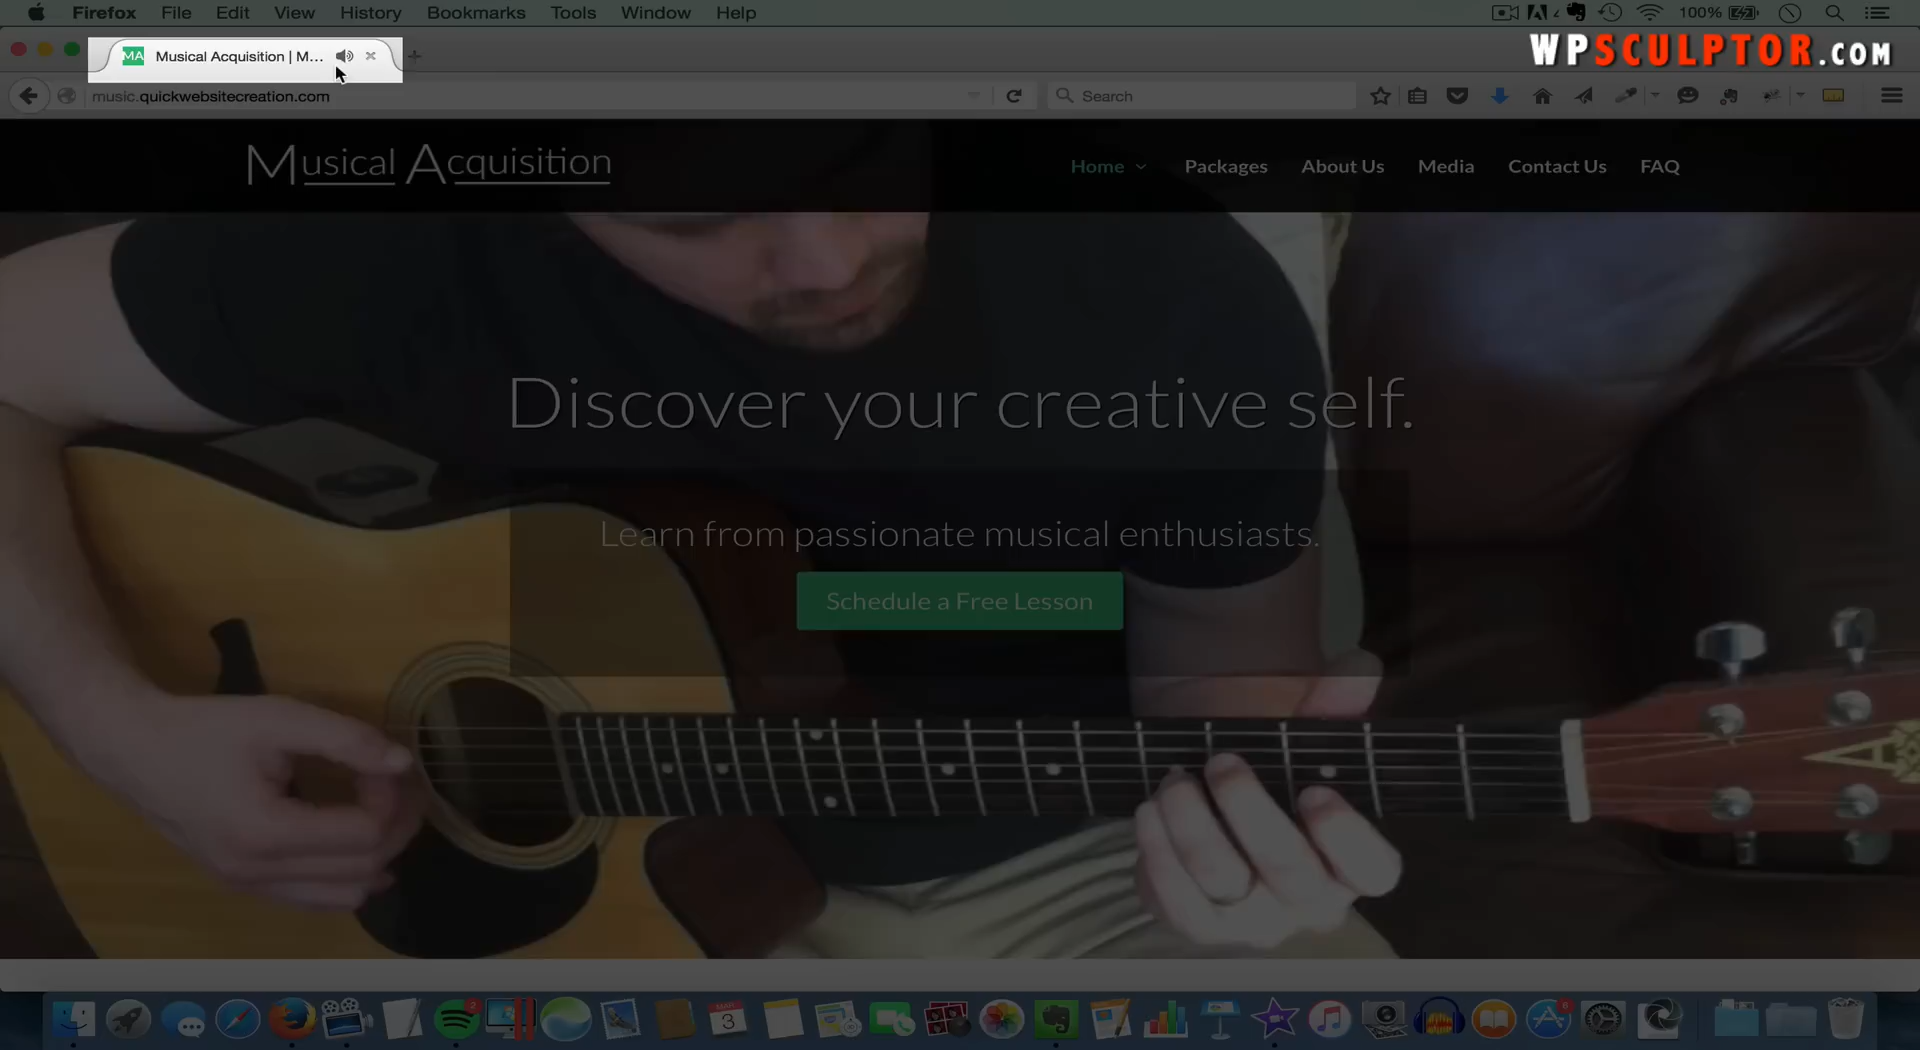 Firefox File Edit View History Bookmarks Tools Window Help 100%
MA Musical Acquisition | M...
WPSCULPTOR.COM
music.quickwebsitecreation.com Search
Musical Acquisition
Home Packages About Us Media Contact Us FAQ
Discover your creative self.
Learn from passionate musical enthusiasts.
Schedule a Free Lesson
2
3